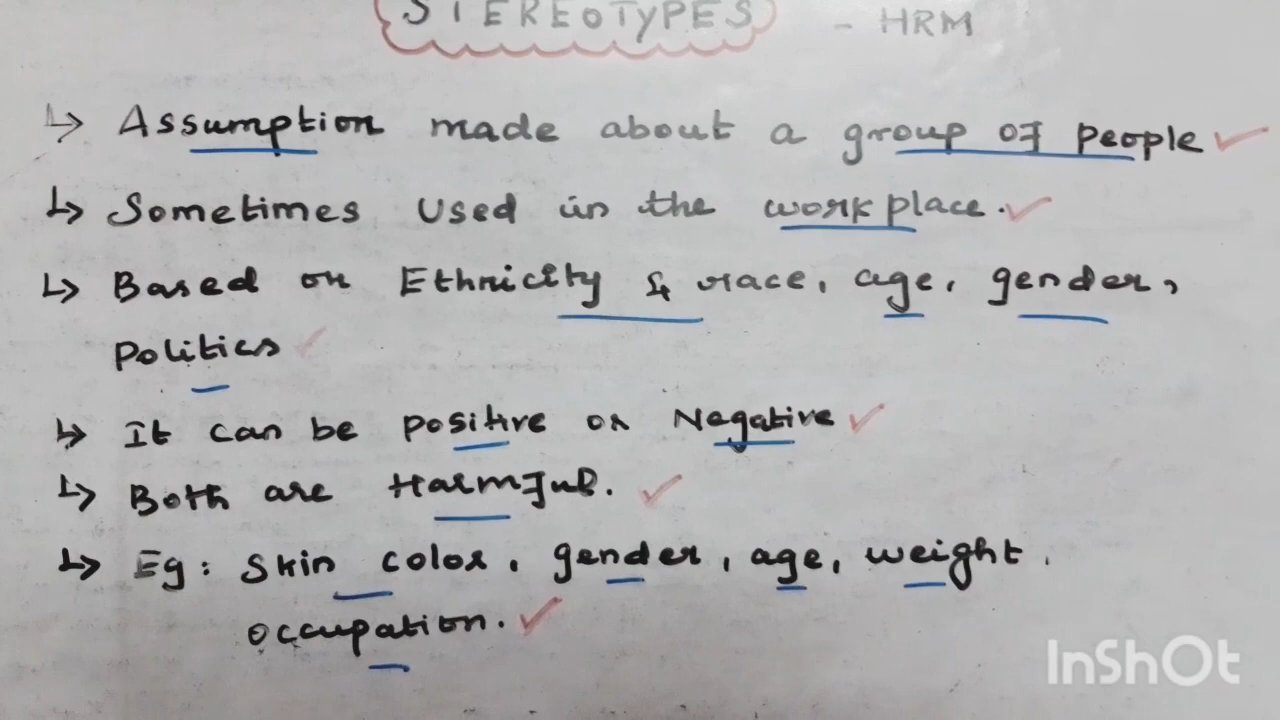 STEREOTYPES - HRM
↳ Assumption made about a group of people ✓
↳ Sometimes used in the workplace. ✓
↳ Based on Ethnicity & race, age, gender,
Politics ✓
↳ It can be positive or Negative ✓
↳ Both are Harmful. ✓
↳ Eg: Skin color, gender, age, weight.
occupation. ✓
InShOt